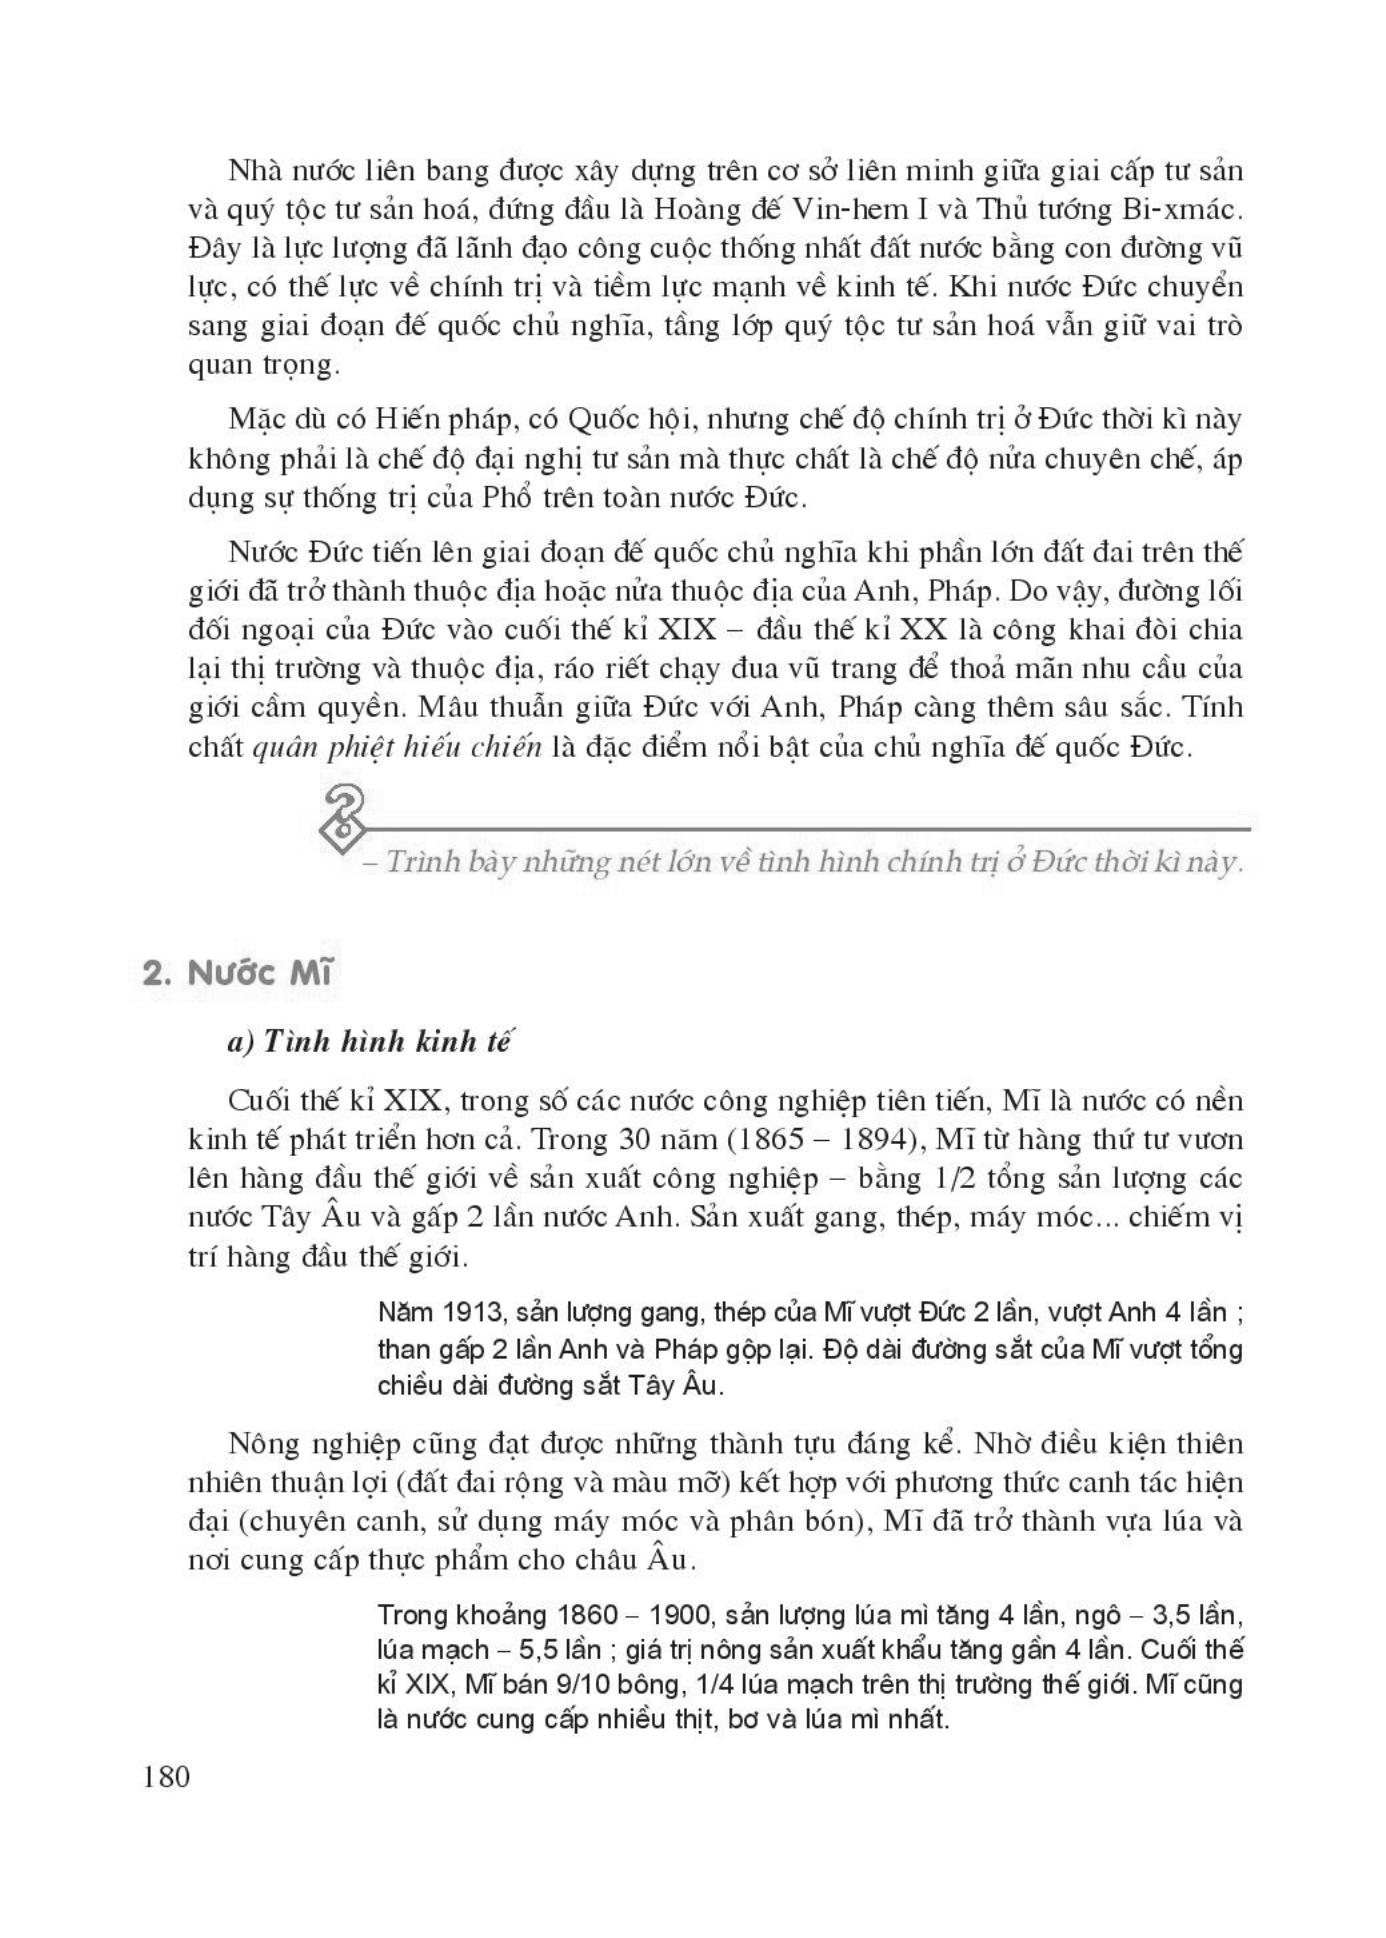 Nhà nước liên bang được xây dựng trên cơ sở liên minh giữa giai cấp tư sản
và quý tộc tư sản hoá, đứng đầu là Hoàng đế Vin-hem I và Thủ tướng Bi-xmác.
Đây là lực lượng đã lãnh đạo công cuộc thống nhất đất nước bằng con đường vũ
lực, có thế lực về chính trị và tiềm lực mạnh về kinh tế. Khi nước Đức chuyển
sang giai đoạn đế quốc chủ nghĩa, tầng lớp quý tộc tư sản hoá vẫn giữ vai trò
quan trọng.
Mặc dù có Hiến pháp, có Quốc hội, nhưng chế độ chính trị ở Đức thời kì này
không phải là chế độ đại nghị tư sản mà thực chất là chế độ nửa chuyên chế, áp
dụng sự thống trị của Phổ trên toàn nước Đức.
Nước Đức tiến lên giai đoạn đế quốc chủ nghĩa khi phần lớn đất đai trên thế
giới đã trở thành thuộc địa hoặc nửa thuộc địa của Anh, Pháp. Do vậy, đường lối
đối ngoại của Đức vào cuối thế kỉ XIX – đầu thế kỉ XX là công khai đòi chia
lại thị trường và thuộc địa, ráo riết chạy đua vũ trang để thoả mãn nhu cầu của
giới cầm quyền. Mâu thuẫn giữa Đức với Anh, Pháp càng thêm sâu sắc. Tính
chất quân phiệt hiếu chiến là đặc điểm nổi bật của chủ nghĩa đế quốc Đức.
?
– Trình bày những nét lớn về tình hình chính trị ở Đức thời kì này.
2. Nước Mĩ
a) Tình hình kinh tế
Cuối thế kỉ XIX, trong số các nước công nghiệp tiên tiến, Mĩ là nước có nền
kinh tế phát triển hơn cả. Trong 30 năm (1865 – 1894), Mĩ từ hàng thứ tư vươn
lên hàng đầu thế giới về sản xuất công nghiệp – bằng 1/2 tổng sản lượng các
nước Tây Âu và gấp 2 lần nước Anh. Sản xuất gang, thép, máy móc... chiếm vị
trí hàng đầu thế giới.
Năm 1913, sản lượng gang, thép của Mĩ vượt Đức 2 lần, vượt Anh 4 lần ;
than gấp 2 lần Anh và Pháp gộp lại. Độ dài đường sắt của Mĩ vượt tổng
chiều dài đường sắt Tây Âu.
Nông nghiệp cũng đạt được những thành tựu đáng kể. Nhờ điều kiện thiên
nhiên thuận lợi (đất đai rộng và màu mỡ) kết hợp với phương thức canh tác hiện
đại (chuyên canh, sử dụng máy móc và phân bón), Mĩ đã trở thành vựa lúa và
nơi cung cấp thực phẩm cho châu Âu.
Trong khoảng 1860 – 1900, sản lượng lúa mì tăng 4 lần, ngô – 3,5 lần,
lúa mạch – 5,5 lần ; giá trị nông sản xuất khẩu tăng gần 4 lần. Cuối thế
kỉ XIX, Mĩ bán 9/10 bông, 1/4 lúa mạch trên thị trường thế giới. Mĩ cũng
là nước cung cấp nhiều thịt, bơ và lúa mì nhất.
180